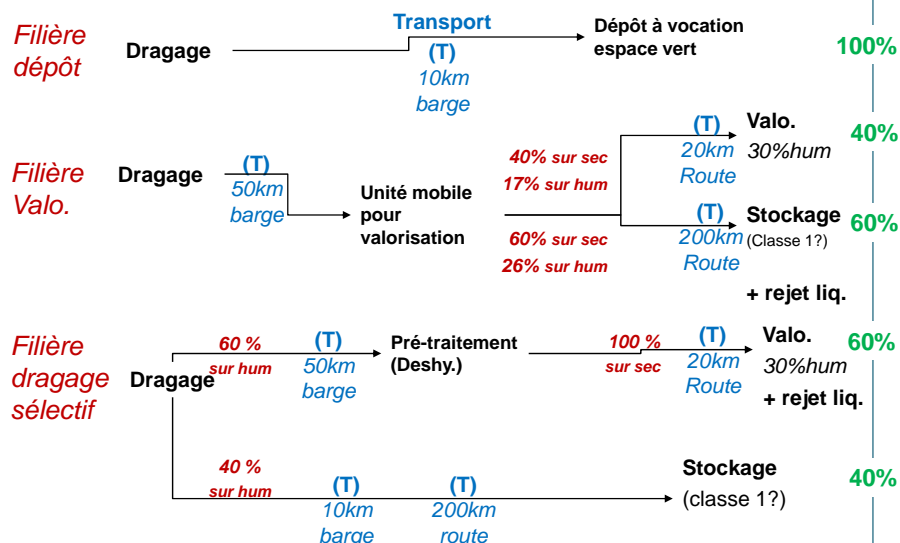 Filière
dépôt
Dragage
Transport
(T)
10km
barge
Dépôt à vocation
espace vert
100%
Filière
Valo.
Dragage
(T)
50km
barge
Unité mobile
pour
valorisation
40% sur sec
17% sur hum
(T)
20km
Route
Valo.
30%hum
40%
60% sur sec
26% sur hum
(T)
200km
Route
Stockage
(Classe 1?)
60%
+ rejet liq.
Filière
dragage
sélectif
Dragage
60 %
sur hum
(T)
50km
barge
Pré-traitement
(Deshy.)
100 %
sur sec
(T)
20km
Route
Valo.
30%hum
60%
+ rejet liq.
40 %
sur hum
(T)
10km
barge
(T)
200km
route
Stockage
(classe 1?)
40%